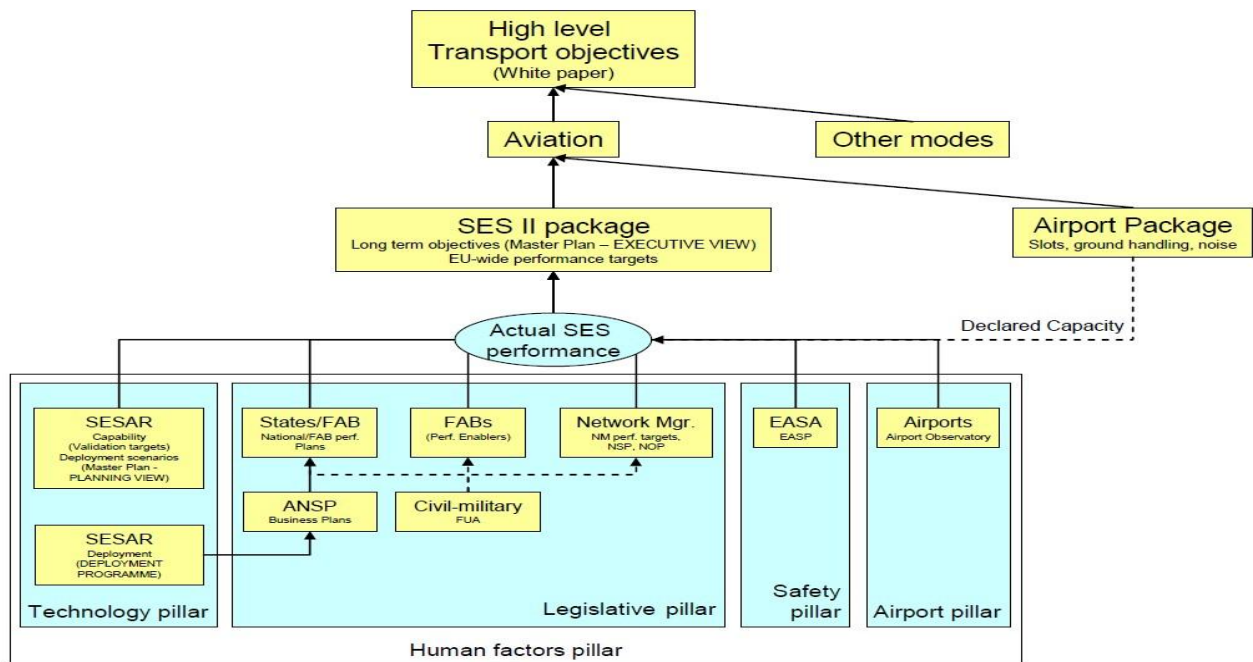 High level
Transport objectives
(White paper)
Aviation
Other modes
SES II package
Long term objectives (Master Plan – EXECUTIVE VIEW)
EU-wide performance targets
Airport Package
Slots, ground handling, noise
Declared Capacity
Actual SES
performance
SESAR
Capability
(Validation targets)
Deployment scenarios
(Master Plan -
PLANNING VIEW)
States/FAB
National/FAB perf.
Plans
FABs
(Perf. Enablers)
Network Mgr.
NM perf. targets,
NSP, NOP
EASA
EASP
Airports
Airport Observatory
ANSP
Business Plans
Civil-military
FUA
SESAR
Deployment
(DEPLOYMENT
PROGRAMME)
Technology pillar
Legislative pillar
Safety
pillar
Airport pillar
Human factors pillar